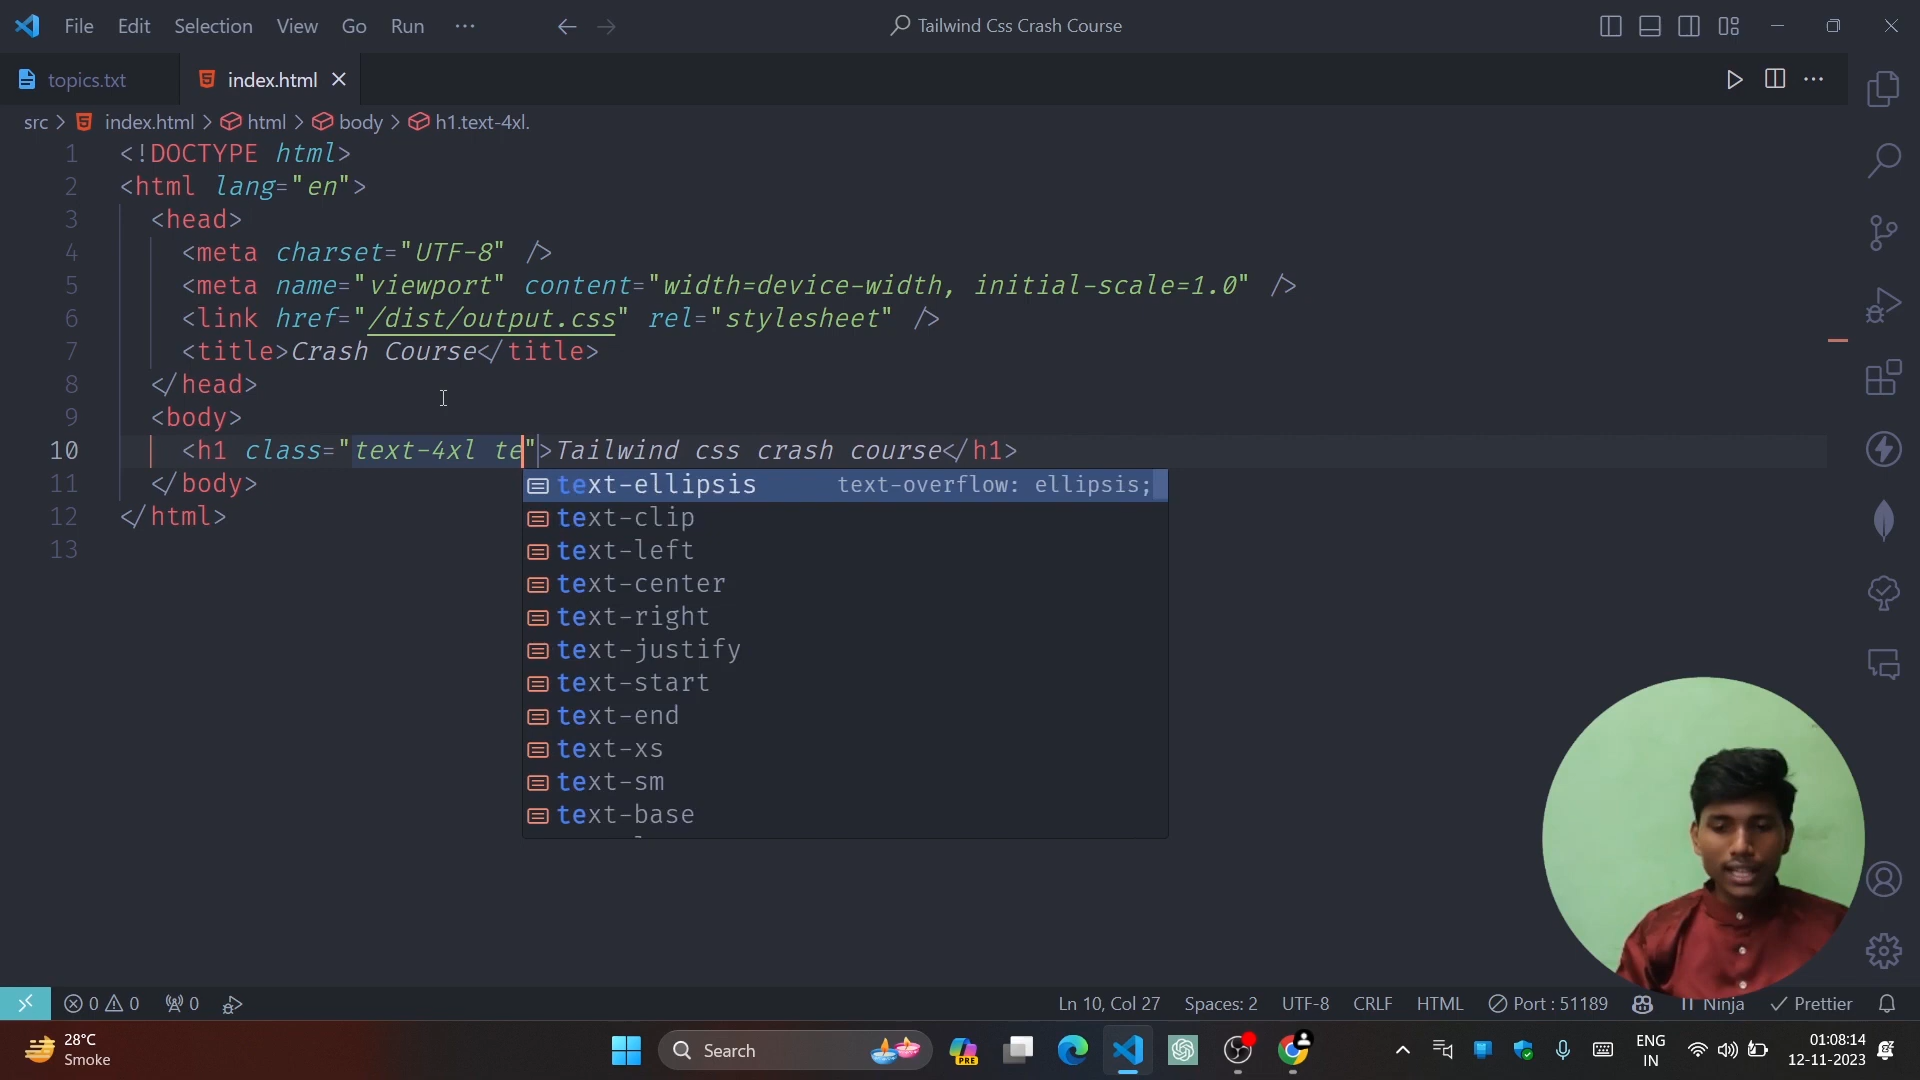 File Edit Selection View Go Run ··· Tailwind Css Crash Course
topics.txt index.html
src > index.html > html > body > h1.text-4xl.
1 <!DOCTYPE html>
2 <html lang="en">
3 <head>
4 <meta charset="UTF-8" />
5 <meta name="viewport" content="width=device-width, initial-scale=1.0" />
6 <link href="/dist/output.css" rel="stylesheet" />
7 <title>Crash Course</title>
8 </head>
9 <body>
10 <h1 class="text-4xl te">Tailwind css crash course</h1>
11 </body>
12 </html>
13
text-ellipsis text-overflow: ellipsis;
text-clip
text-left
text-center
text-right
text-justify
text-start
text-end
text-xs
text-sm
text-base
0 0 0 Ln 10, Col 27 Spaces: 2 UTF-8 CRLF HTML Port : 51189 Ninja Prettier
28°C
Smoke
Search
PRE
ENG
IN
01:08:14
12-11-2023